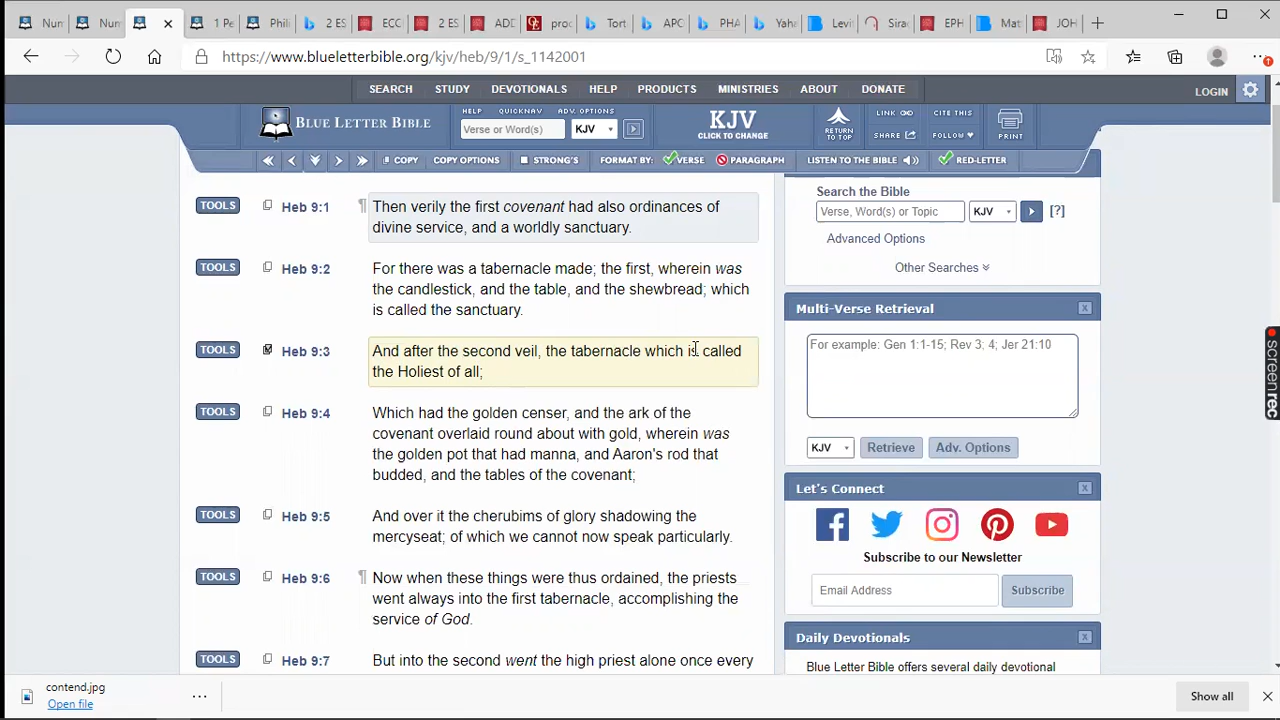 Nun
Num
1 Pe
Phili
2 ES
ECC
2 ES
ADD
proc
Tort
APC
PHA
Yah
Levi
Sira
EPH
Mat
JOH
https://www.blueletterbible.org/kjv/heb/9/1/s_1142001
SEARCH STUDY DEVOTIONALS HELP PRODUCTS MINISTRIES ABOUT DONATE
LOGIN
BLUE LETTER BIBLE
HELP QUICKNAV ADV. OPTIONS
Verse or Word(s) KJV
KJV
CLICK TO CHANGE
RETURN
TO TOP
LINK
SHARE
CITE THIS
FOLLOW
PRINT
COPY COPY OPTIONS STRONG'S FORMAT BY: VERSE PARAGRAPH LISTEN TO THE BIBLE RED-LETTER
TOOLS Heb 9:1 ¶ Then verily the first covenant had also ordinances of
divine service, and a worldly sanctuary.
TOOLS Heb 9:2 For there was a tabernacle made; the first, wherein was
the candlestick, and the table, and the shewbread; which
is called the sanctuary.
TOOLS Heb 9:3 And after the second veil, the tabernacle which is called
the Holiest of all;
TOOLS Heb 9:4 Which had the golden censer, and the ark of the
covenant overlaid round about with gold, wherein was
the golden pot that had manna, and Aaron's rod that
budded, and the tables of the covenant;
TOOLS Heb 9:5 And over it the cherubims of glory shadowing the
mercyseat; of which we cannot now speak particularly.
TOOLS Heb 9:6 ¶ Now when these things were thus ordained, the priests
went always into the first tabernacle, accomplishing the
service of God.
TOOLS Heb 9:7 But into the second went the high priest alone once every
Search the Bible
Verse, Word(s) or Topic KJV [?]
Advanced Options
Other Searches
Multi-Verse Retrieval X
For example: Gen 1:1-15; Rev 3; 4; Jer 21:10
KJV Retrieve Adv. Options
Let's Connect X
Subscribe to our Newsletter
Email Address Subscribe
Daily Devotionals X
Blue Letter Bible offers several daily devotional
screenrec
contend.jpg
Open file
Show all